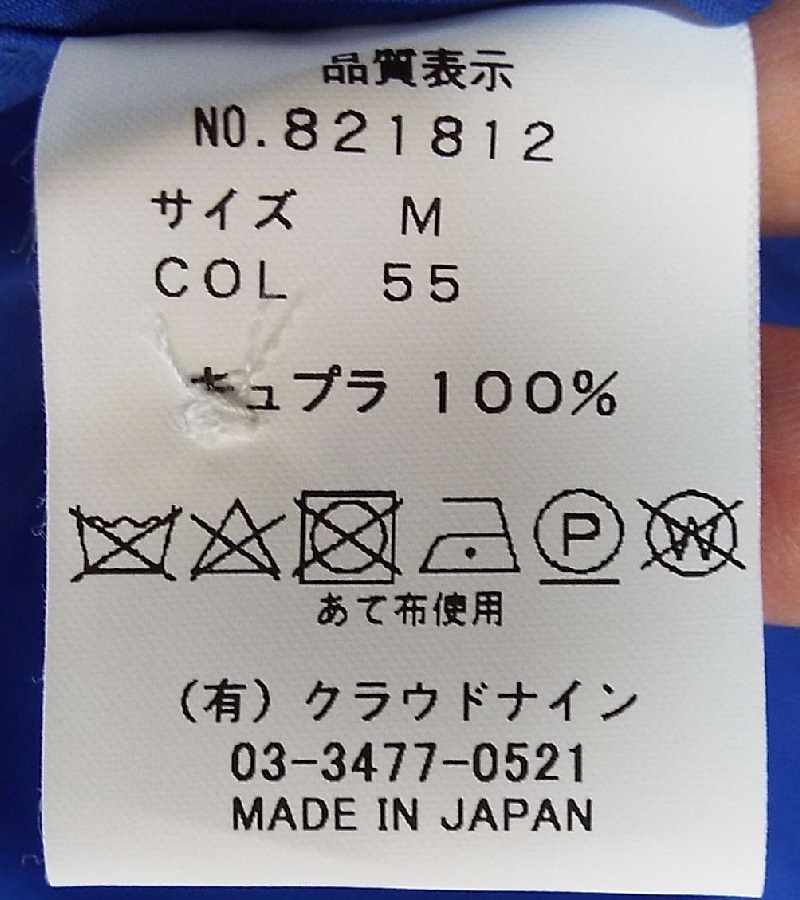 品質表示
NO.821812
サイズ M
COL 55
キュプラ 100%
P W
あて布使用
(有)クラウドナイン
03-3477-0521
MADE IN JAPAN